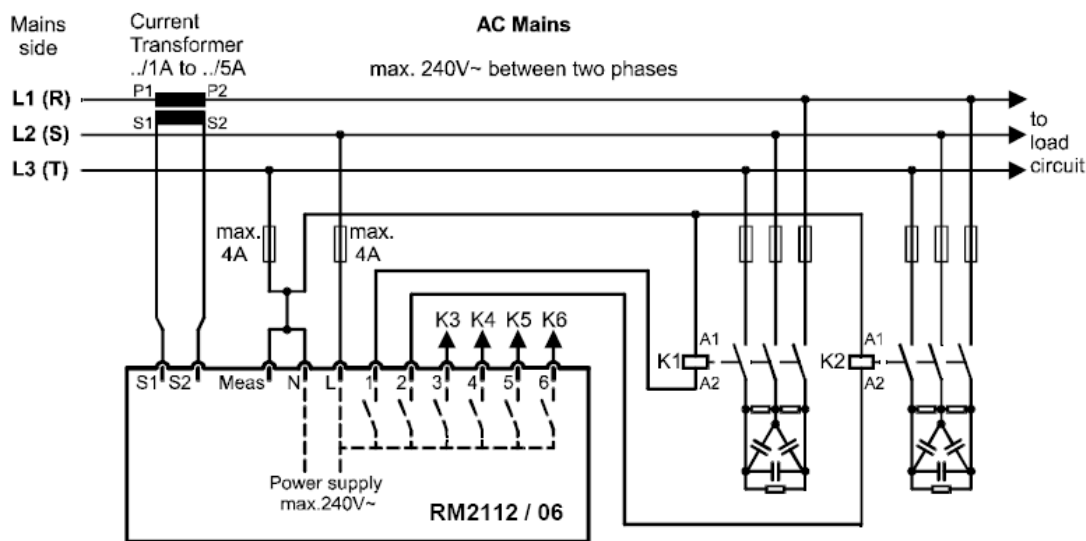 Mains
side
Current
Transformer
../1A to ../5A
AC Mains
max. 240V~ between two phases
P1
P2
L1 (R)
S1
S2
L2 (S)
L3 (T)
to
load
circuit
max.
4A
max.
4A
K3
K4
K5
K6
K1
A1
A2
K2
A1
A2
S1
S2
Meas
N
L
1
2
3
4
5
6
Power supply
max.240V~
RM2112 / 06